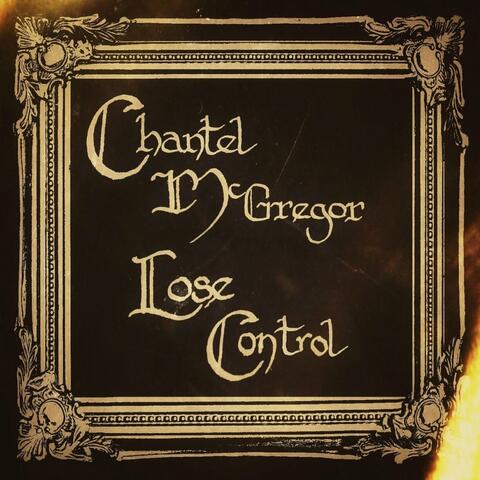 Chantel
McGregor
Lose
Control